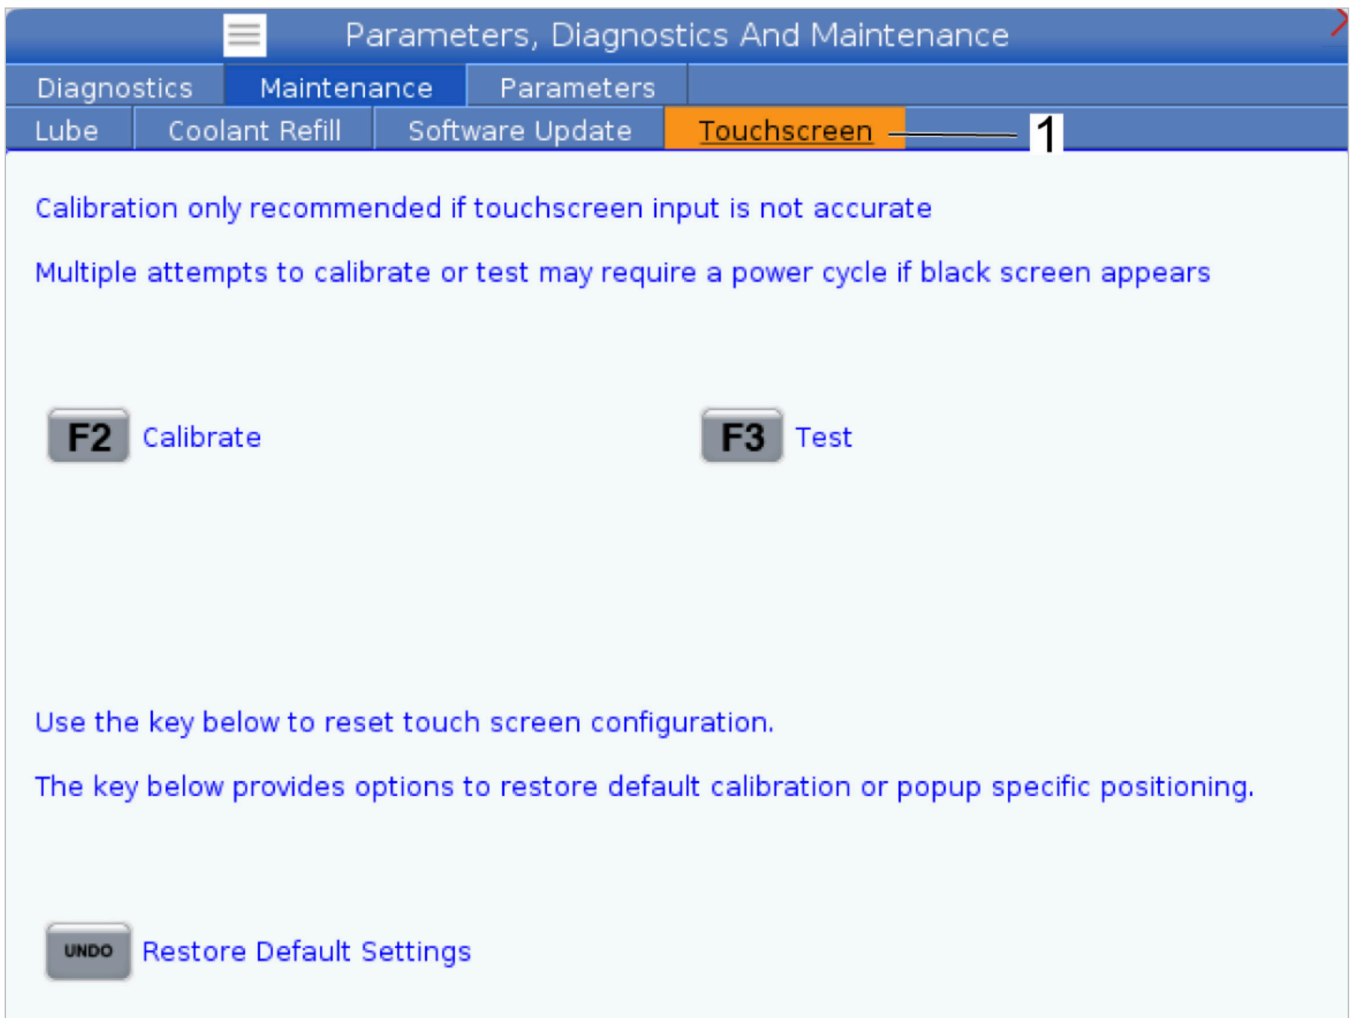 Parameters, Diagnostics And Maintenance
Diagnostics Maintenance Parameters
Lube Coolant Refill Software Update Touchscreen 1
Calibration only recommended if touchscreen input is not accurate
Multiple attempts to calibrate or test may require a power cycle if black screen appears
F2 Calibrate F3 Test
Use the key below to reset touch screen configuration.
The key below provides options to restore default calibration or popup specific positioning.
UNDO Restore Default Settings